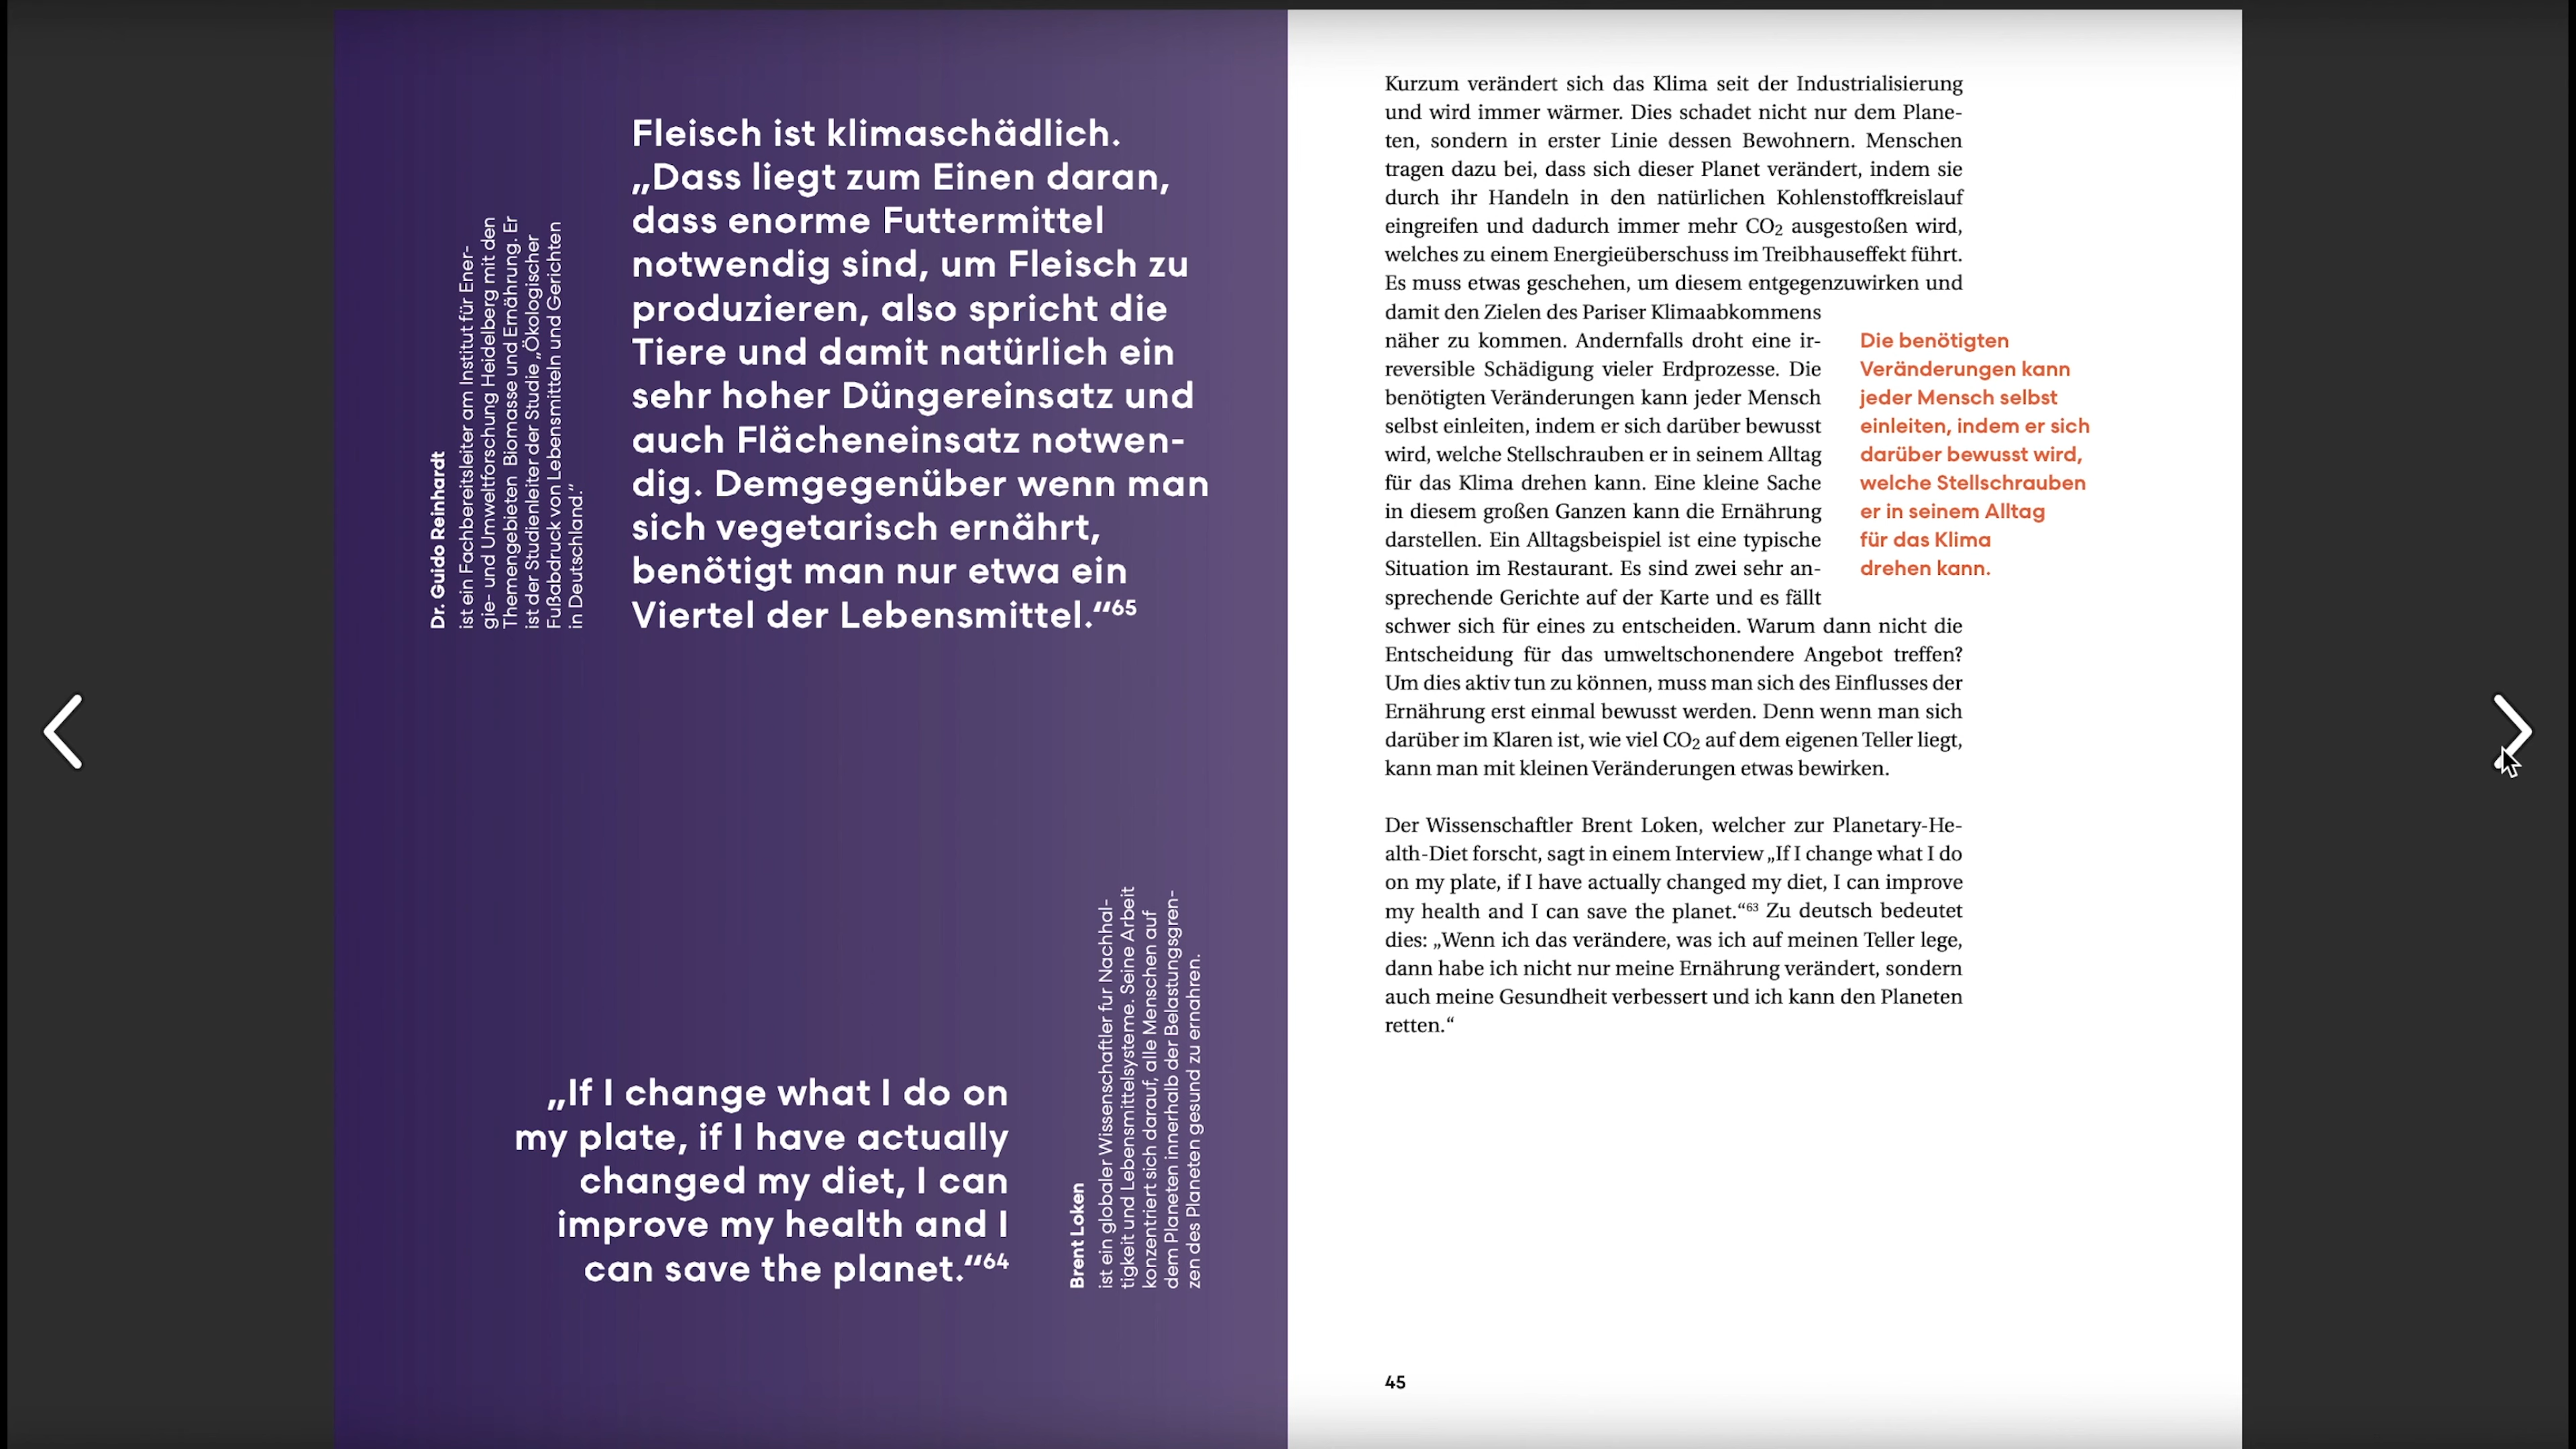 Fleisch ist klimaschädlich.
„Dass liegt zum Einen daran,
dass enorme Futtermittel
notwendig sind, um Fleisch zu
produzieren, also spricht die
Tiere und damit natürlich ein
sehr hoher Düngereinsatz und
auch Flächeneinsatz notwen-
dig. Demgegenüber wenn man
sich vegetarisch ernährt,
benötigt man nur etwa ein
Viertel der Lebensmittel.“65
Dr. Guido Reinhardt
ist ein Fachbereitsleiter am Institut für Ener-
gie- und Umweltforschung Heidelberg mit den
Themengebieten Biomasse und Ernährung. Er
ist der Studienleiter der Studie „Ökologischer
Fußabdruck von Lebensmitteln und Gerichten
in Deutschland.“
„If I change what I do on
my plate, if I have actually
changed my diet, I can
improve my health and I
can save the planet.“64
Brent Loken
ist ein globaler Wissenschaftler fur Nachhal-
tigkeit und Lebensmittelsysteme. Seine Arbeit
konzentriert sich darauf, alle Menschen auf
dem Planeten innerhalb der Belastungsgren-
zen des Planeten gesund zu ernahren.
Kurzum verändert sich das Klima seit der Industrialisierung
und wird immer wärmer. Dies schadet nicht nur dem Plane-
ten, sondern in erster Linie dessen Bewohnern. Menschen
tragen dazu bei, dass sich dieser Planet verändert, indem sie
durch ihr Handeln in den natürlichen Kohlenstoffkreislauf
eingreifen und dadurch immer mehr CO2 ausgestoßen wird,
welches zu einem Energieüberschuss im Treibhauseffekt führt.
Es muss etwas geschehen, um diesem entgegenzuwirken und
damit den Zielen des Pariser Klimaabkommens
näher zu kommen. Andernfalls droht eine ir-
reversible Schädigung vieler Erdprozesse. Die
benötigten Veränderungen kann jeder Mensch
selbst einleiten, indem er sich darüber bewusst
wird, welche Stellschrauben er in seinem Alltag
für das Klima drehen kann. Eine kleine Sache
in diesem großen Ganzen kann die Ernährung
darstellen. Ein Alltagsbeispiel ist eine typische
Situation im Restaurant. Es sind zwei sehr an-
sprechende Gerichte auf der Karte und es fällt
schwer sich für eines zu entscheiden. Warum dann nicht die
Entscheidung für das umweltschonendere Angebot treffen?
Um dies aktiv tun zu können, muss man sich des Einflusses der
Ernährung erst einmal bewusst werden. Denn wenn man sich
darüber im Klaren ist, wie viel CO2 auf dem eigenen Teller liegt,
kann man mit kleinen Veränderungen etwas bewirken.
Die benötigten
Veränderungen kann
jeder Mensch selbst
einleiten, indem er sich
darüber bewusst wird,
welche Stellschrauben
er in seinem Alltag
für das Klima
drehen kann.
Der Wissenschaftler Brent Loken, welcher zur Planetary-He-
alth-Diet forscht, sagt in einem Interview „If I change what I do
on my plate, if I have actually changed my diet, I can improve
my health and I can save the planet.“63 Zu deutsch bedeutet
dies: „Wenn ich das verändere, was ich auf meinen Teller lege,
dann habe ich nicht nur meine Ernährung verändert, sondern
auch meine Gesundheit verbessert und ich kann den Planeten
retten.“
45